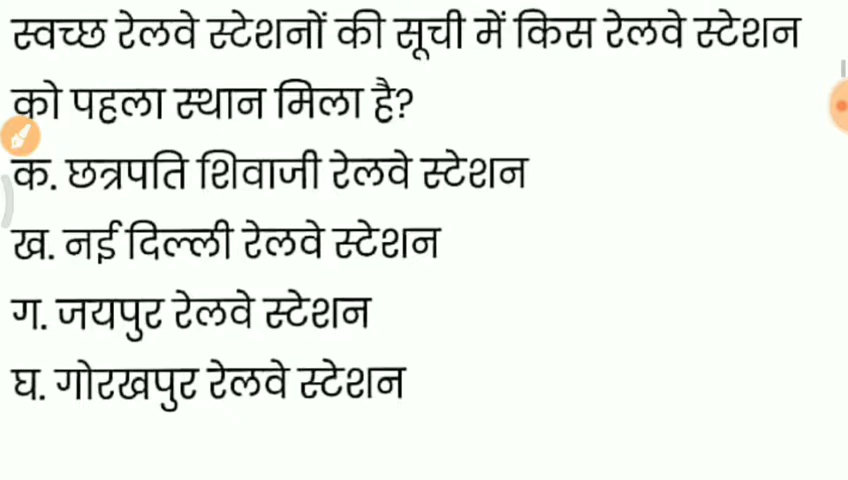 स्वच्छ रेलवे स्टेशनों की सूची में किस रेलवे स्टेशन
को पहला स्थान मिला है?
क. छत्रपति शिवाजी रेलवे स्टेशन
ख. नई दिल्ली रेलवे स्टेशन
ग. जयपुर रेलवे स्टेशन
घ. गोरखपुर रेलवे स्टेशन